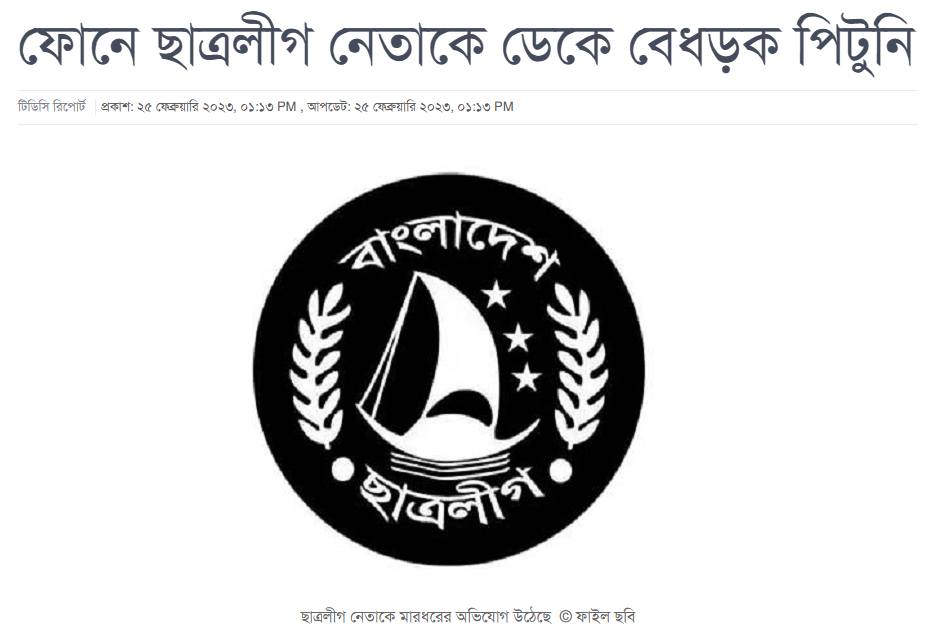 ফোনে ছাত্রলীগ নেতাকে ডেকে বেধড়ক পিটুনি
টিডিসি রিপোর্ট প্রকাশ: ২৫ ফেব্রুয়ারি ২০২৩, ০১:১৩ PM , আপডেট: ২৫ ফেব্রুয়ারি ২০২৩, ০১:১৩ PM
বাংলাদেশ
ছাত্রলীগ
ছাত্রলীগ নেতাকে মারধরের অভিযোগ উঠেছে © ফাইল ছবি